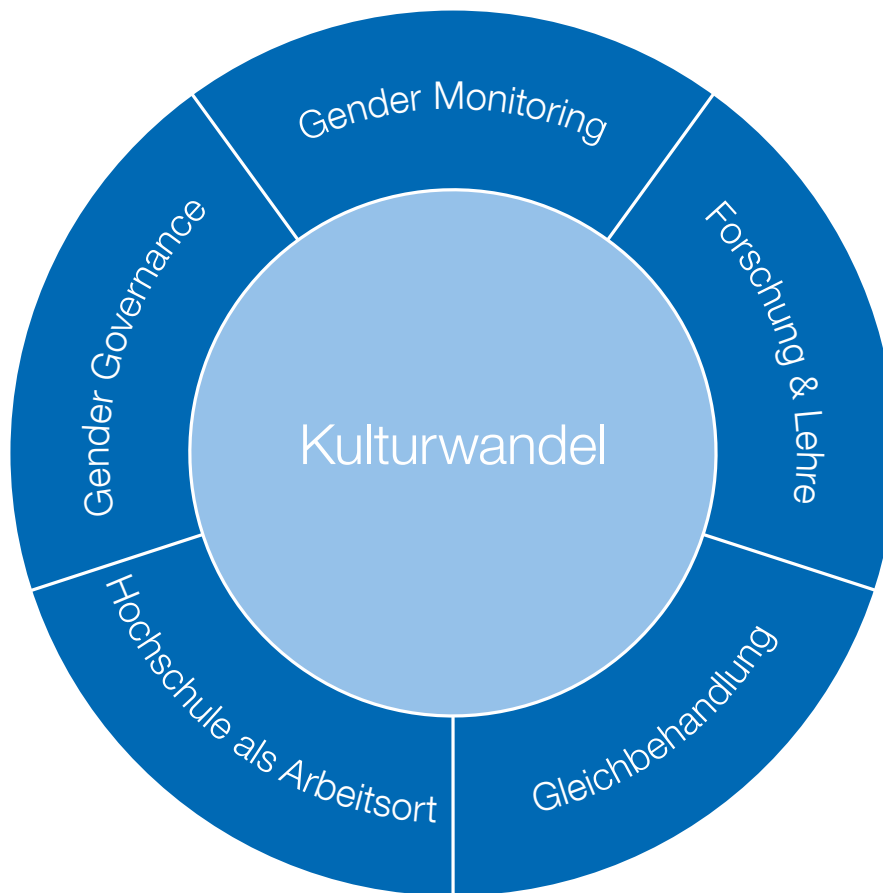 Gender Monitoring
Forschung & Lehre
Gleichbehandlung
Hochschule als Arbeitsort
Gender Governance
Kulturwandel